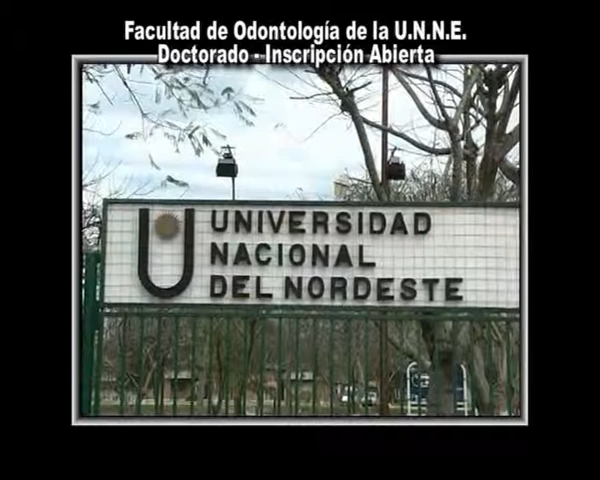 Facultad de Odontología de la U.N.N.E.
Doctorado - Inscripción Abierta
UNIVERSIDAD
NACIONAL
DEL NORDESTE